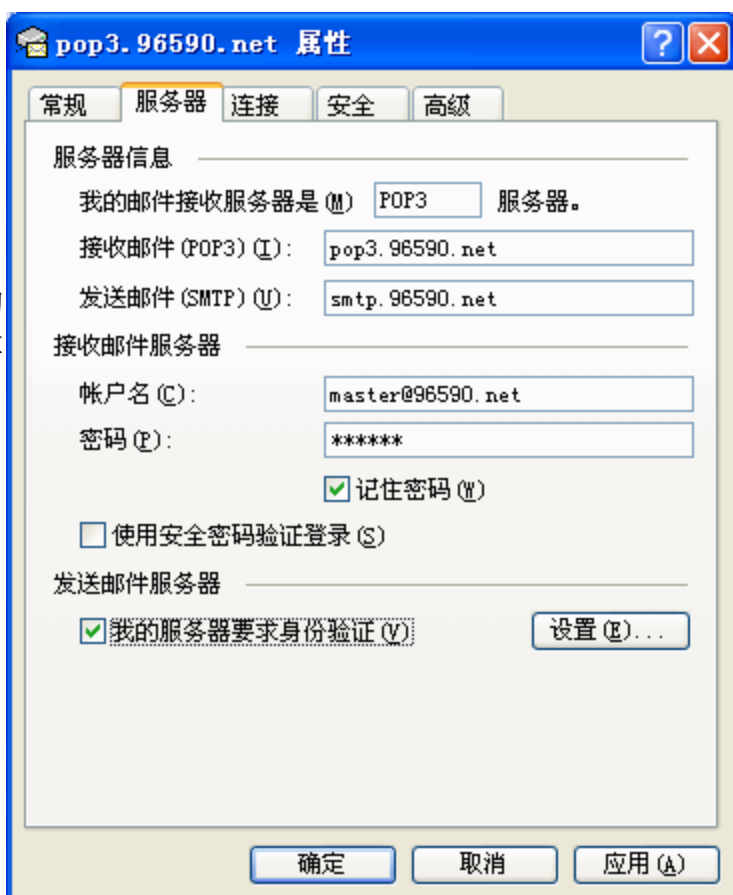 pop3.96590.net 属性
常规 服务器 连接 安全 高级
服务器信息
我的邮件接收服务器是(M) POP3 服务器。
接收邮件(POP3)(I): pop3.96590.net
发送邮件(SMTP)(U): smtp.96590.net
接收邮件服务器
帐户名(C): master@96590.net
密码(P): ******
记住密码(W)
使用安全密码验证登录(S)
发送邮件服务器
我的服务器要求身份验证(V) 设置(E)...
确定 取消 应用(A)